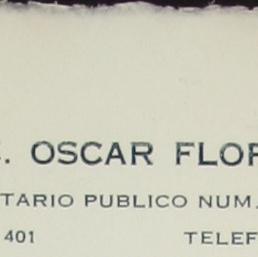 . OSCAR FLOR
TARIO PUBLICO NUM.
401 TELEF